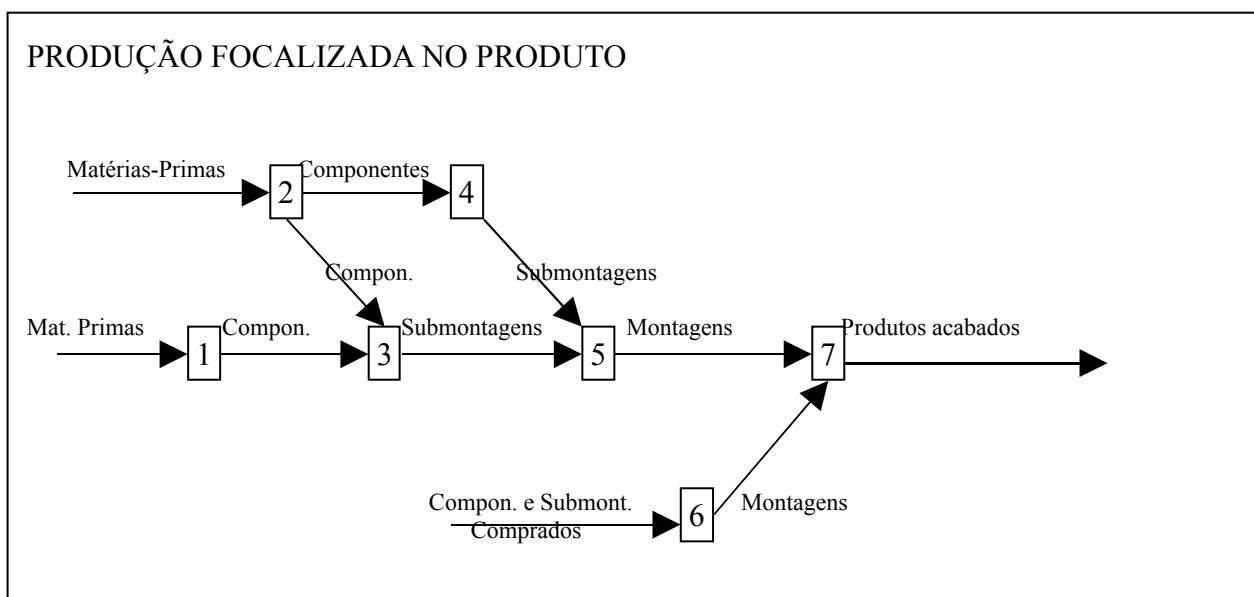 PRODUÇÃO FOCALIZADA NO PRODUTO
Matérias-Primas
Componentes
2
4
Compon.
Submontagens
Mat. Primas
Compon.
Submontagens
Montagens
Produtos acabados
1
3
5
7
Compon. e Submont.
Comprados
6
Montagens